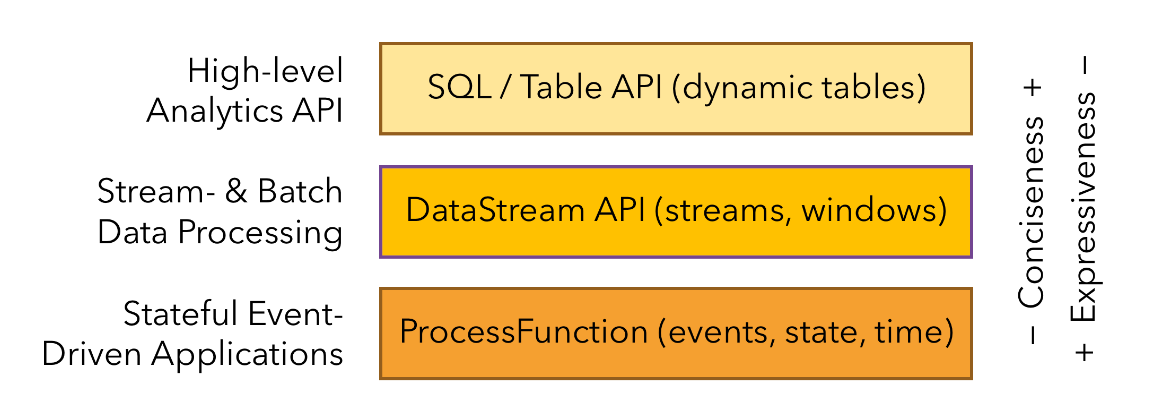 High-level
Analytics API
SQL / Table API (dynamic tables)
Stream- & Batch
Data Processing
DataStream API (streams, windows)
Stateful Event-
Driven Applications
ProcessFunction (events, state, time)
− Conciseness +
+ Expressiveness −